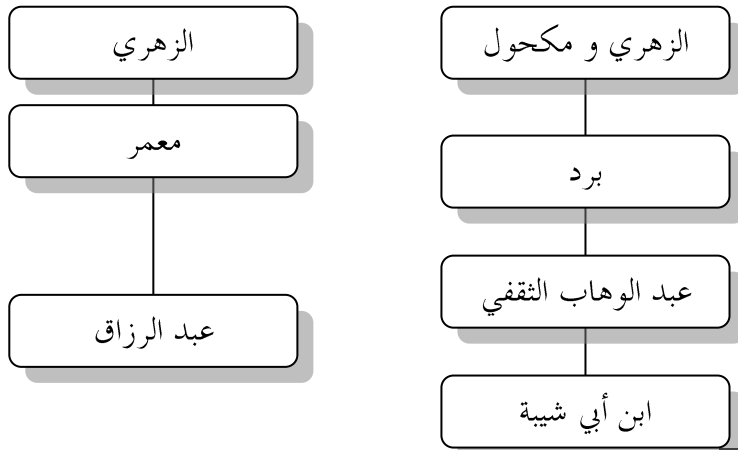 الزهري و مكحول
برد
عبد الوهاب الثقفي
ابن أبي شيبة
الزهري
معمر
عبد الرزاق